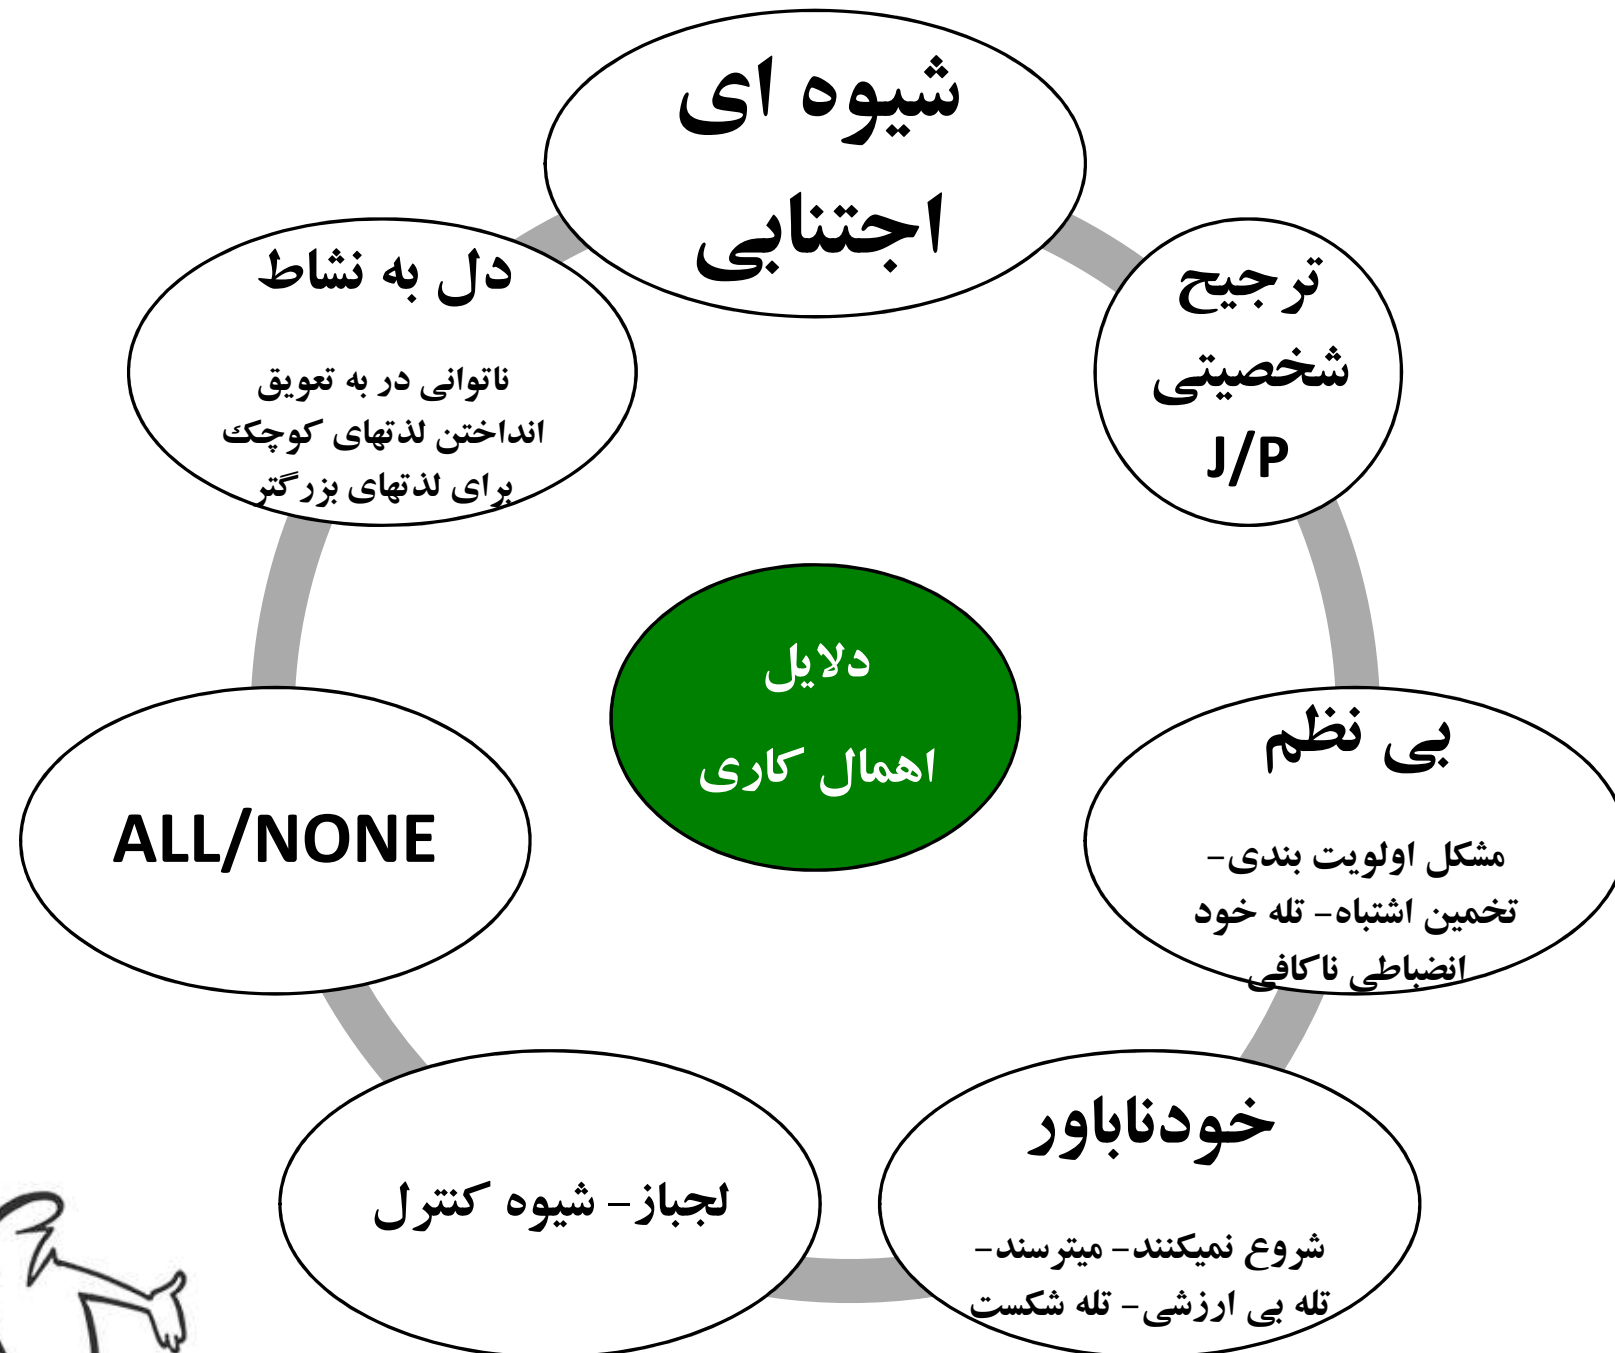 شیوه ای
اجتنابی
ترجیح
شخصیتی
J/P
بی نظم
مشکل اولویت بندی-
تخمین اشتباه- تله خود
انضباطی ناکافی
خودناباور
شروع نمیکنند- میترسند-
تله بی ارزشی- تله شکست
لجباز- شیوه کنترل
ALL/NONE
دل به نشاط
ناتوانی در به تعویق
انداختن لذتهای کوچک
برای لذتهای بزرگتر
دلایل
اهمال کاری